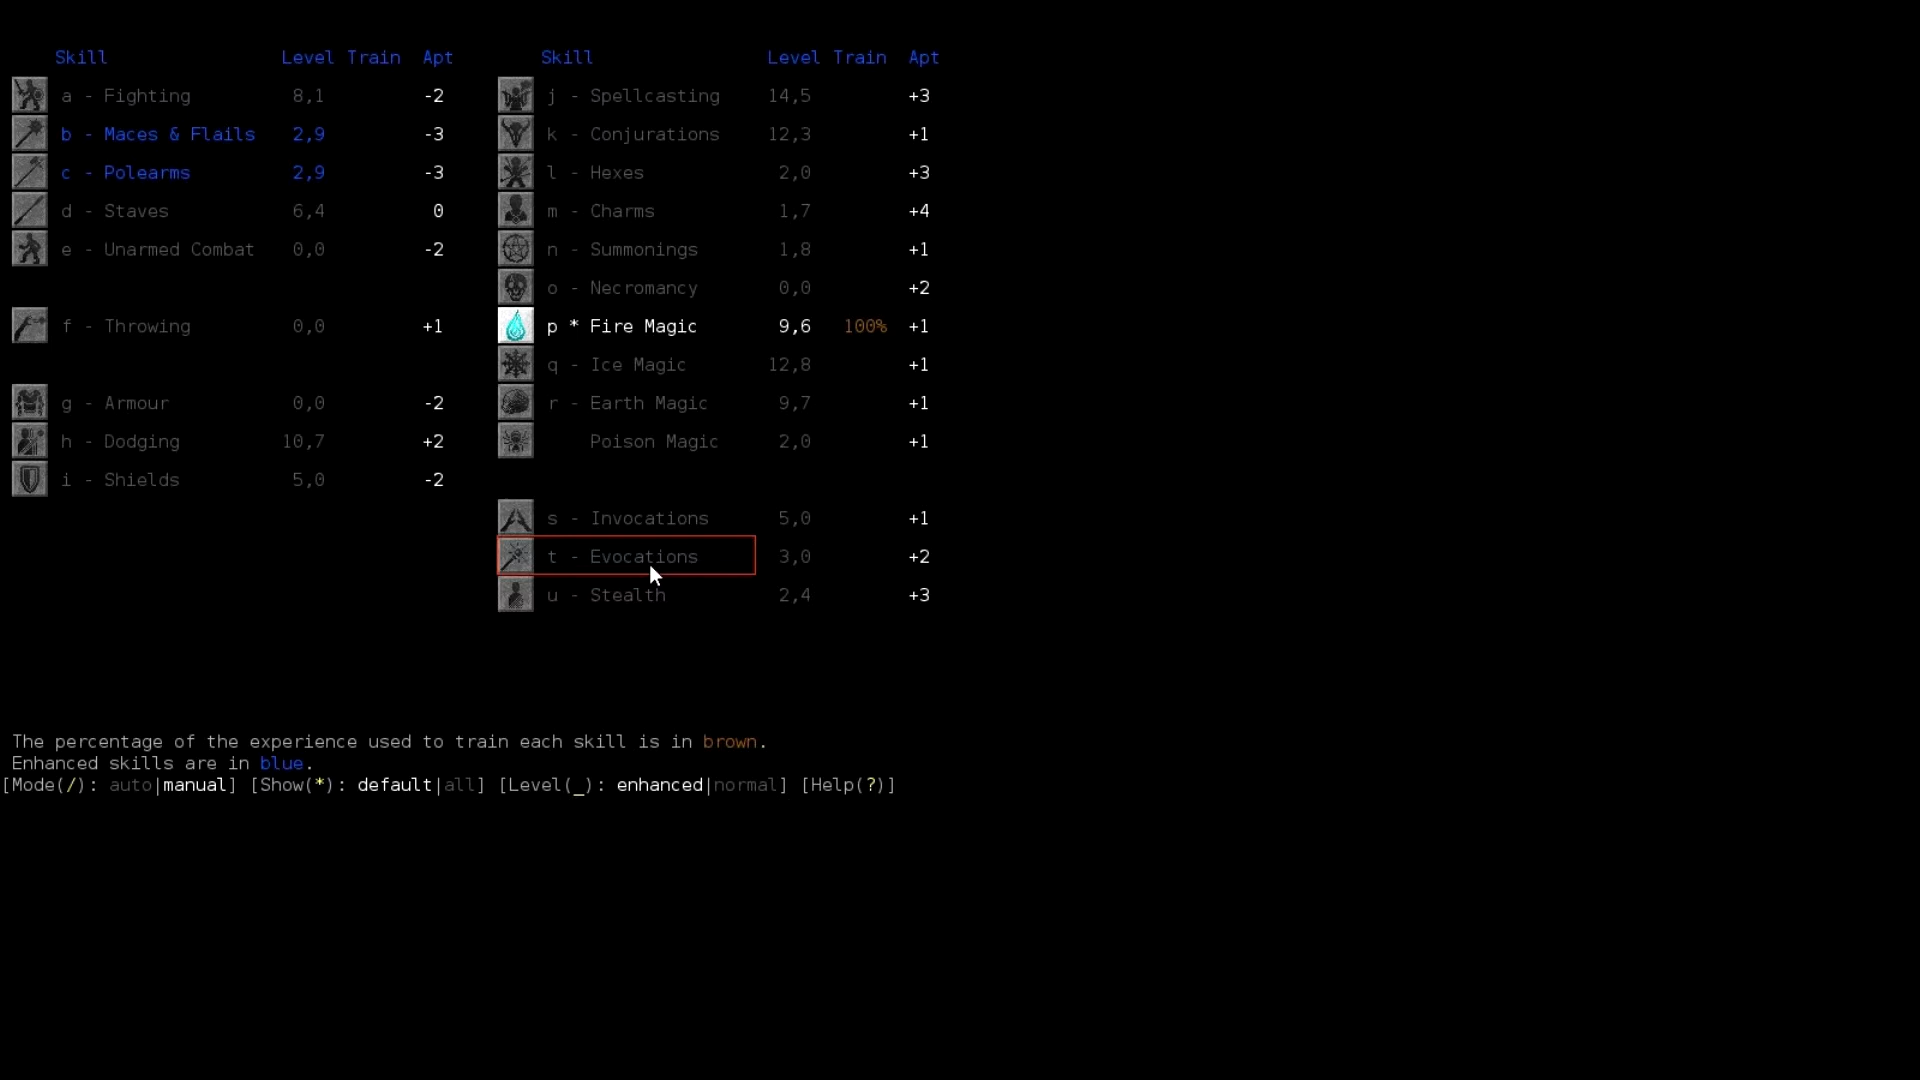 Skill Level Train Apt Skill Level Train Apt
a - Fighting 8,1 -2 j - Spellcasting 14,5 +3
b - Maces & Flails 2,9 -3 k - Conjurations 12,3 +1
c - Polearms 2,9 -3 l - Hexes 2,0 +3
d - Staves 6,4 0 m - Charms 1,7 +4
e - Unarmed Combat 0,0 -2 n - Summonings 1,8 +1
o - Necromancy 0,0 +2
f - Throwing 0,0 +1 p * Fire Magic 9,6 100% +1
q - Ice Magic 12,8 +1
g - Armour 0,0 -2 r - Earth Magic 9,7 +1
h - Dodging 10,7 +2 Poison Magic 2,0 +1
i - Shields 5,0 -2
s - Invocations 5,0 +1
t - Evocations 3,0 +2
u - Stealth 2,4 +3
The percentage of the experience used to train each skill is in brown.
Enhanced skills are in blue.
[Mode(/): auto|manual] [Show(*): default|all] [Level(_): enhanced|normal] [Help(?)]